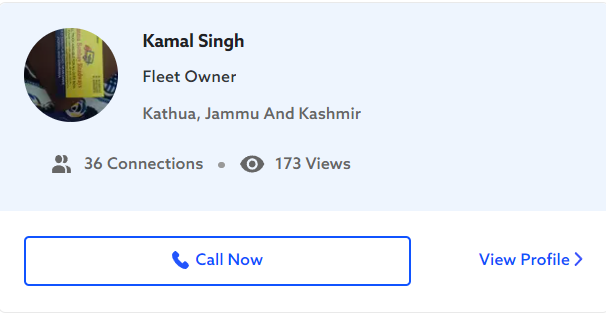 Kamal Singh
Fleet Owner
Kathua, Jammu And Kashmir
36 Connections • 173 Views
Call Now
View Profile